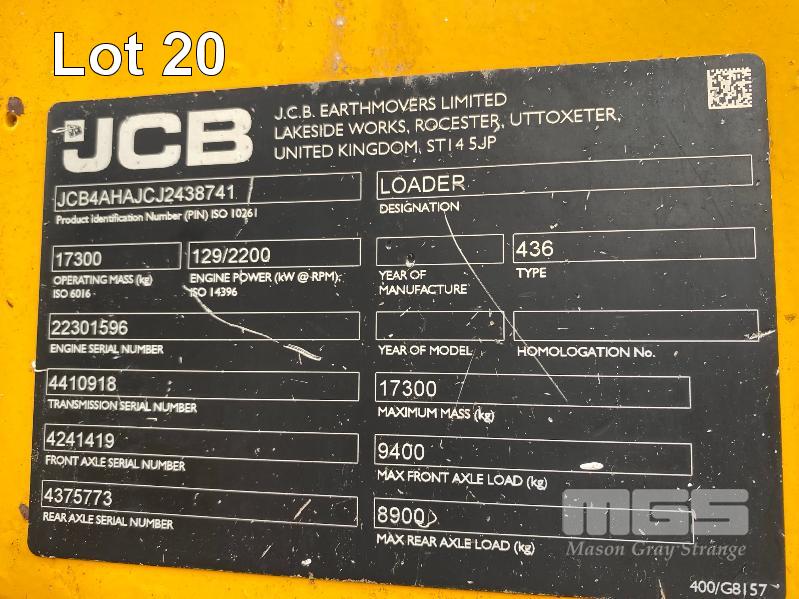 Lot 20
JCB
J.C.B. EARTHMOVERS LIMITED
LAKESIDE WORKS, ROCESTER, UTTOXETER,
UNITED KINGDOM, ST14 5JP
JCB4AHAJCJ2438741
Product identification Number (PIN) ISO 10261
LOADER
DESIGNATION
17300
OPERATING MASS (kg)
ISO 6016
129/2200
ENGINE POWER (kW @ RPM):
ISO 14396
YEAR OF
MANUFACTURE
436
TYPE
22301596
ENGINE SERIAL NUMBER
YEAR OF MODEL
HOMOLOGATION No.
4410918
TRANSMISSION SERIAL NUMBER
17300
MAXIMUM MASS (kg)
4241419
FRONT AXLE SERIAL NUMBER
9400
MAX FRONT AXLE LOAD (kg)
4375773
REAR AXLE SERIAL NUMBER
8900
MAX REAR AXLE LOAD (kg)
MGS
Mason Gray Strange
400/G8157